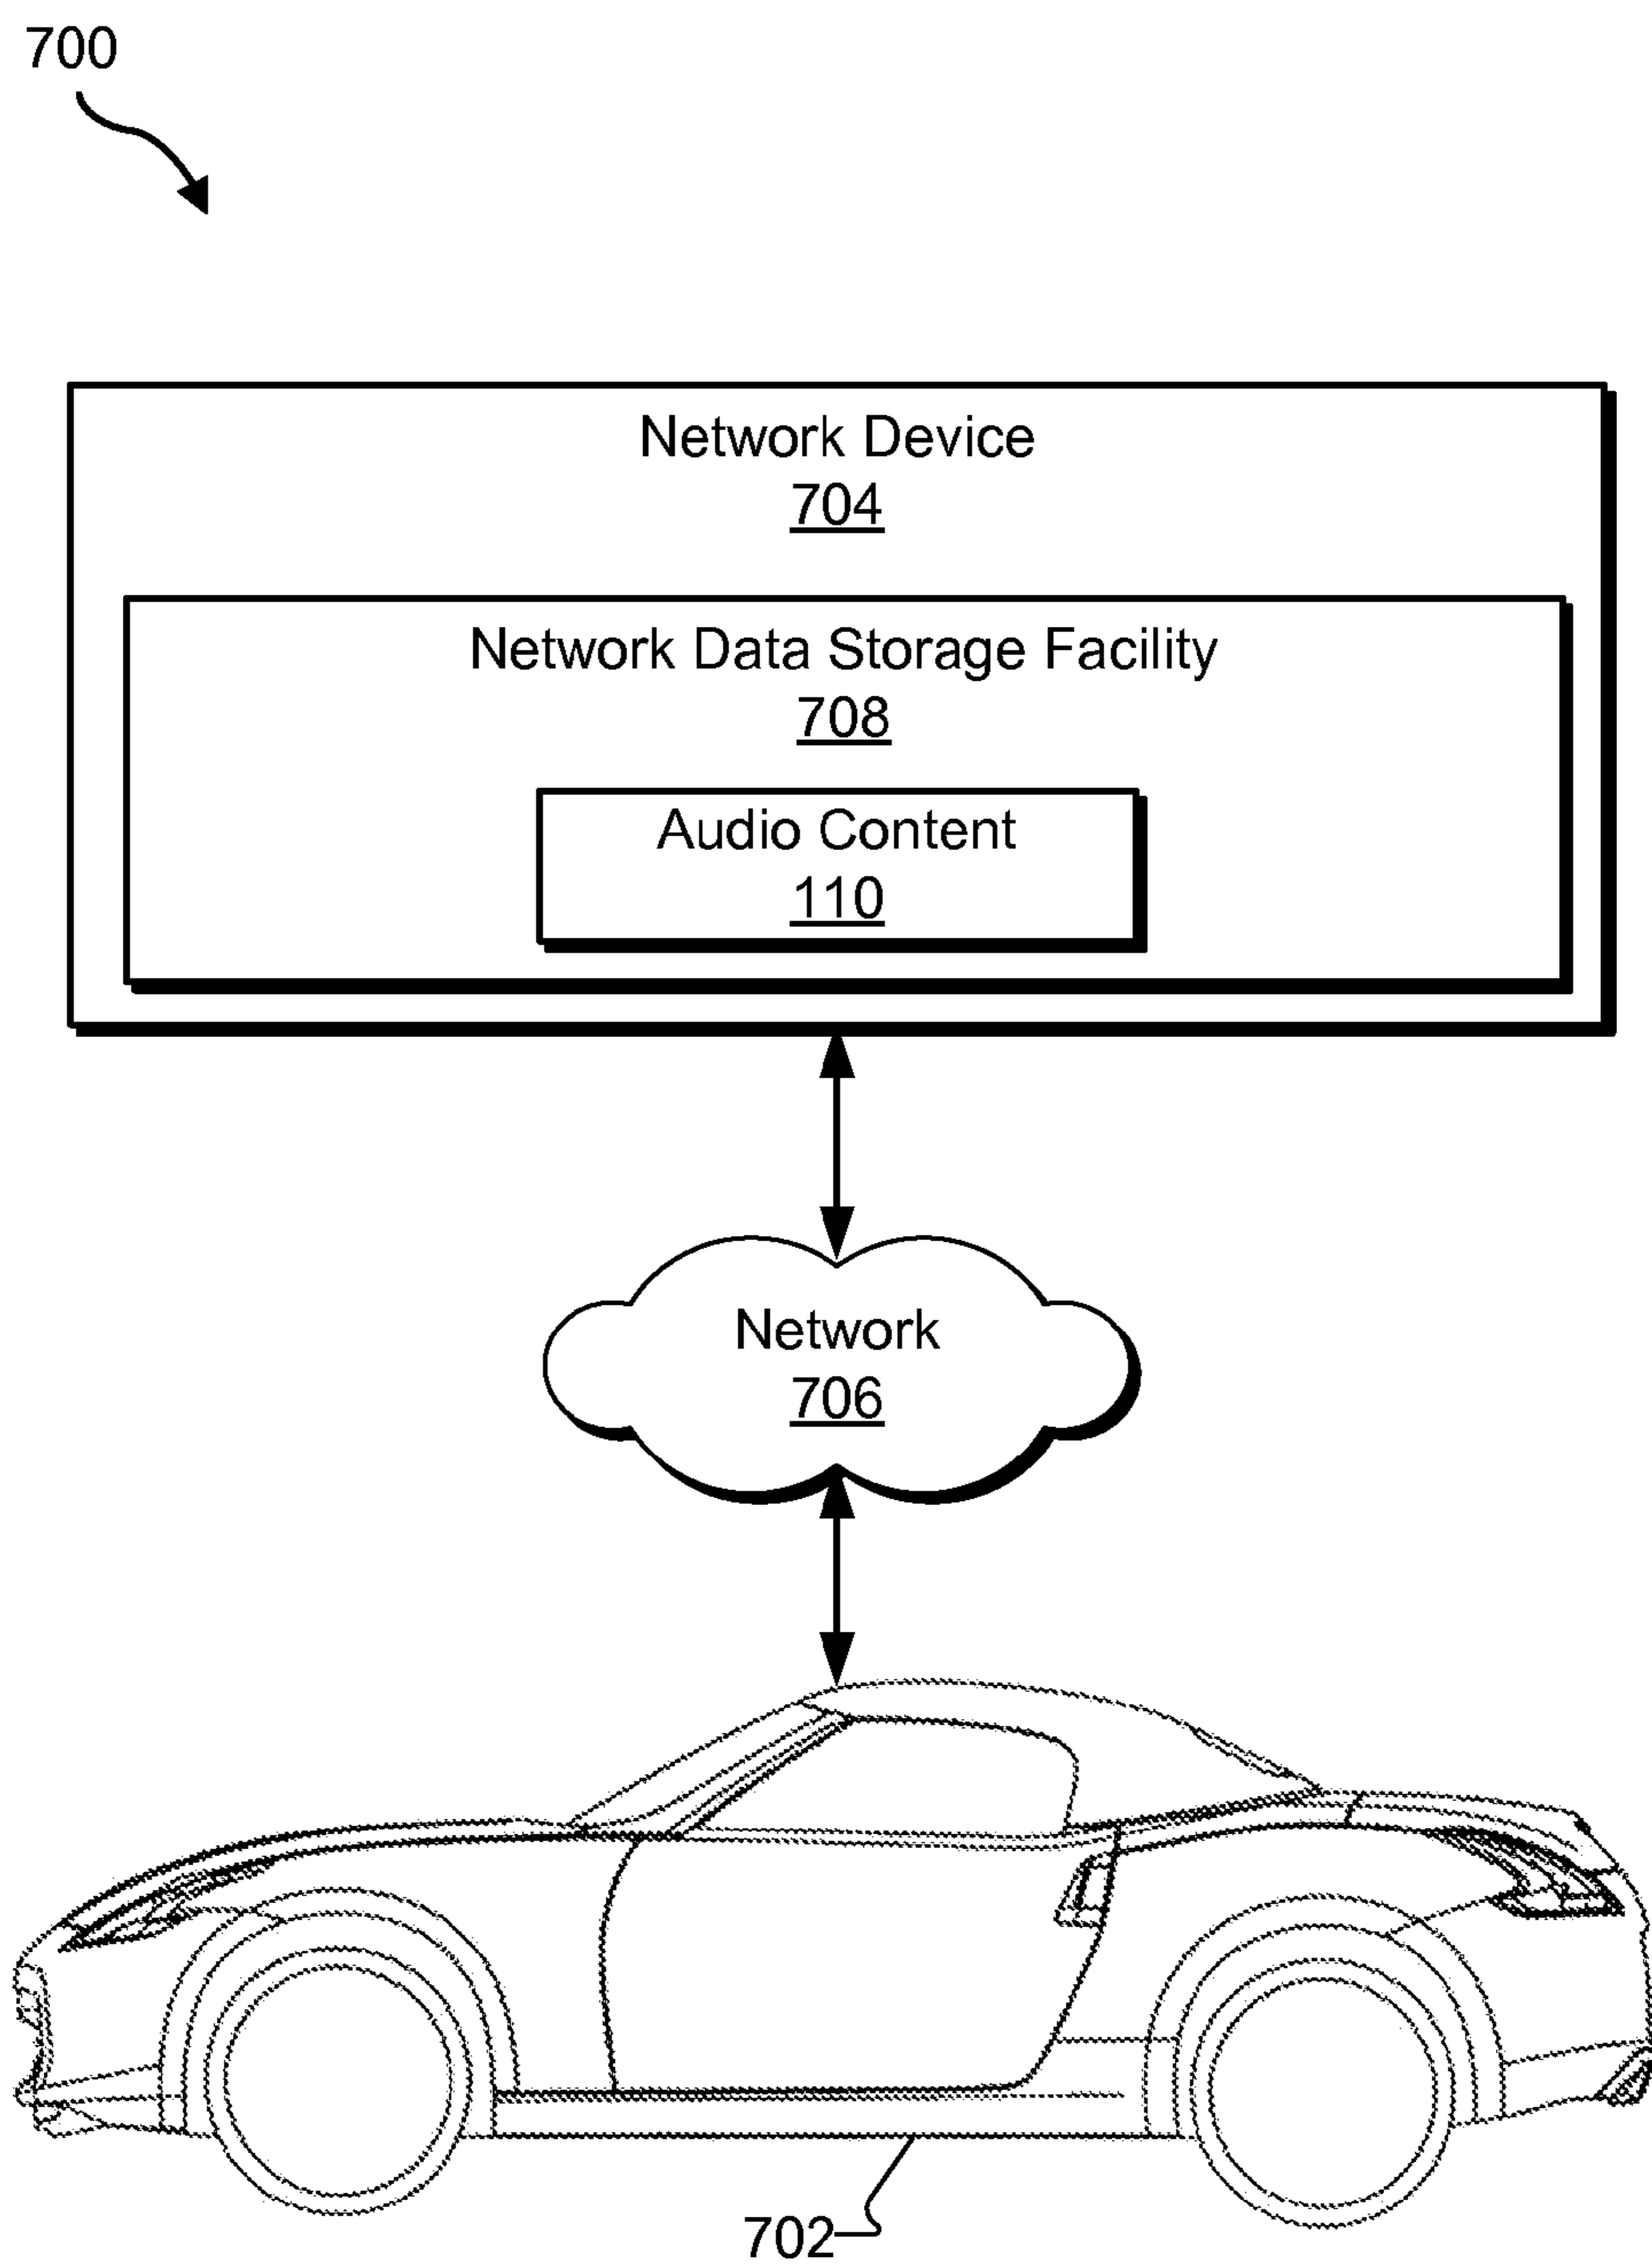 700
Network Device
704
Network Data Storage Facility
708
Audio Content
110
Network
706
702